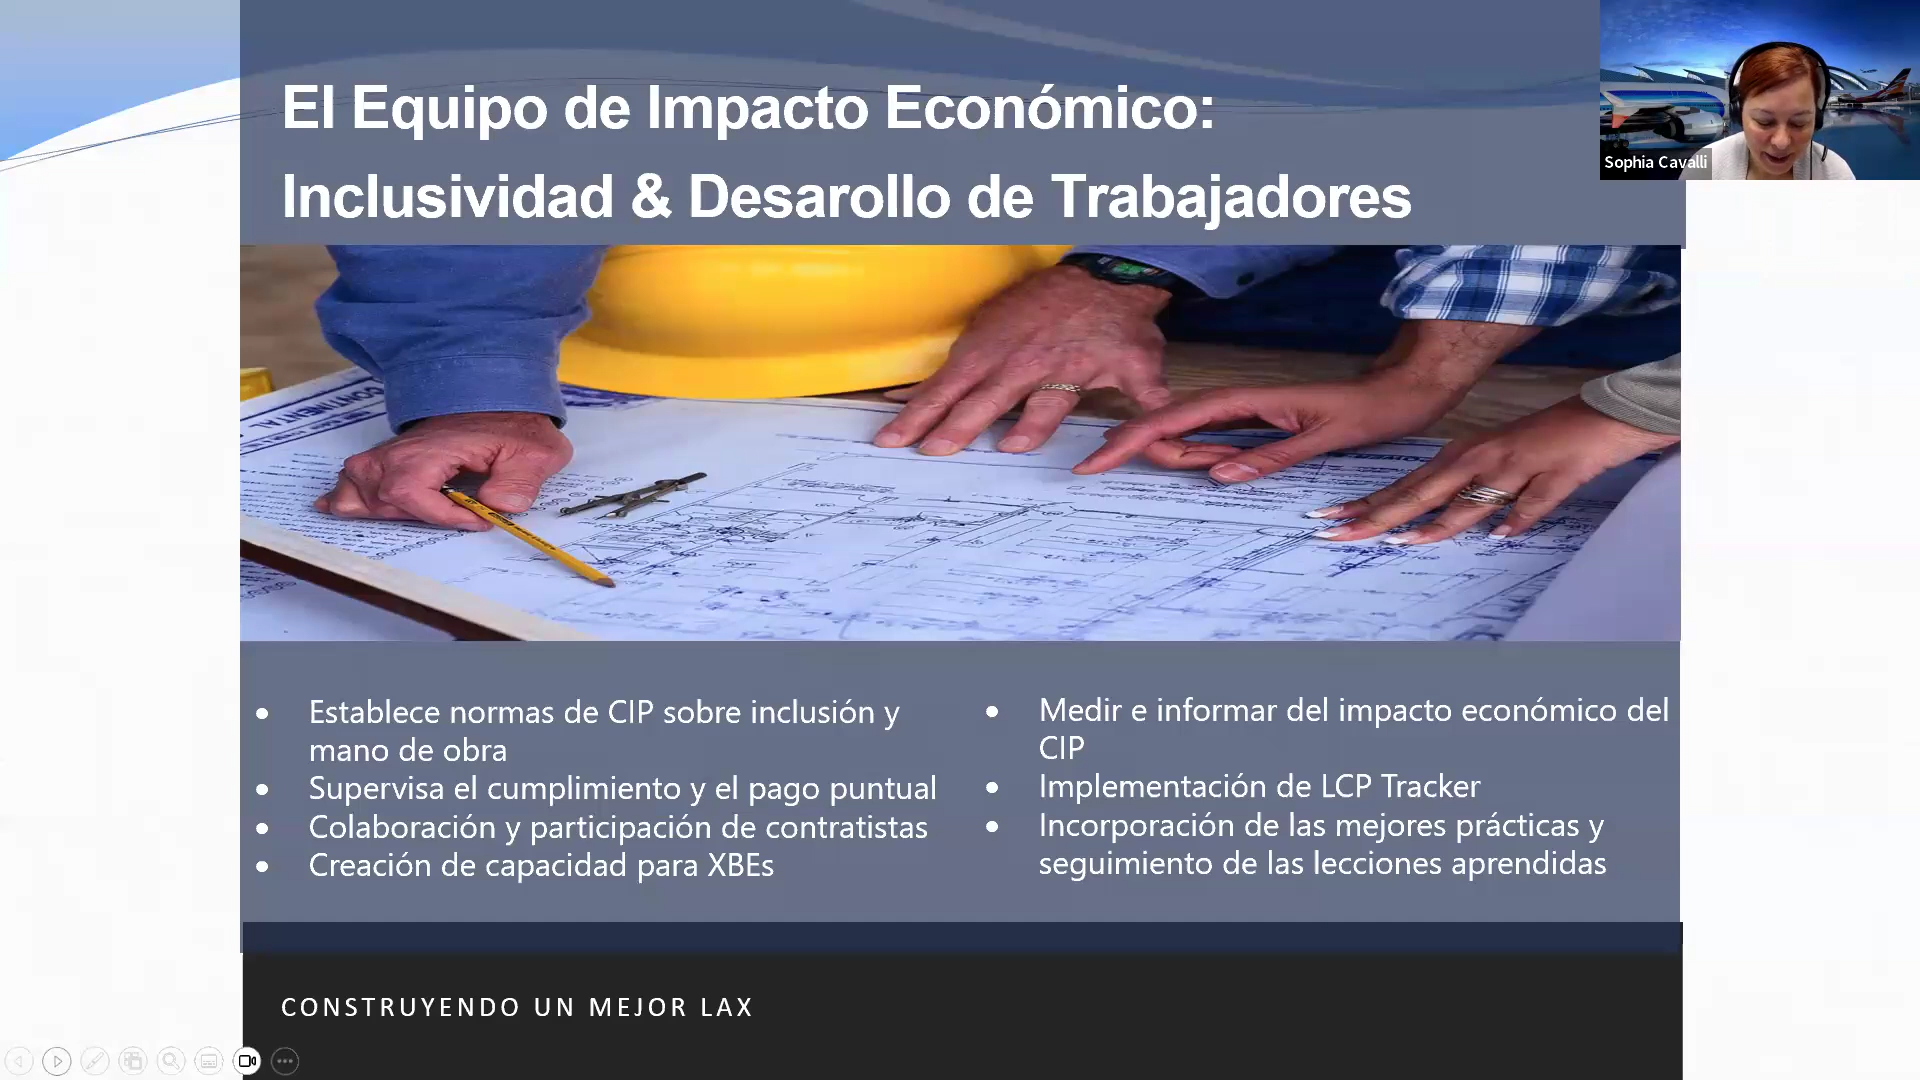 El Equipo de Impacto Económico:
Inclusividad & Desarollo de Trabajadores
Sophia Cavalli
CONTINENTAL
• Establece normas de CIP sobre inclusión y
mano de obra
• Supervisa el cumplimiento y el pago puntual
• Colaboración y participación de contratistas
• Creación de capacidad para XBEs
• Medir e informar del impacto económico del
CIP
• Implementación de LCP Tracker
• Incorporación de las mejores prácticas y
seguimiento de las lecciones aprendidas
CONSTRUYENDO UN MEJOR LAX